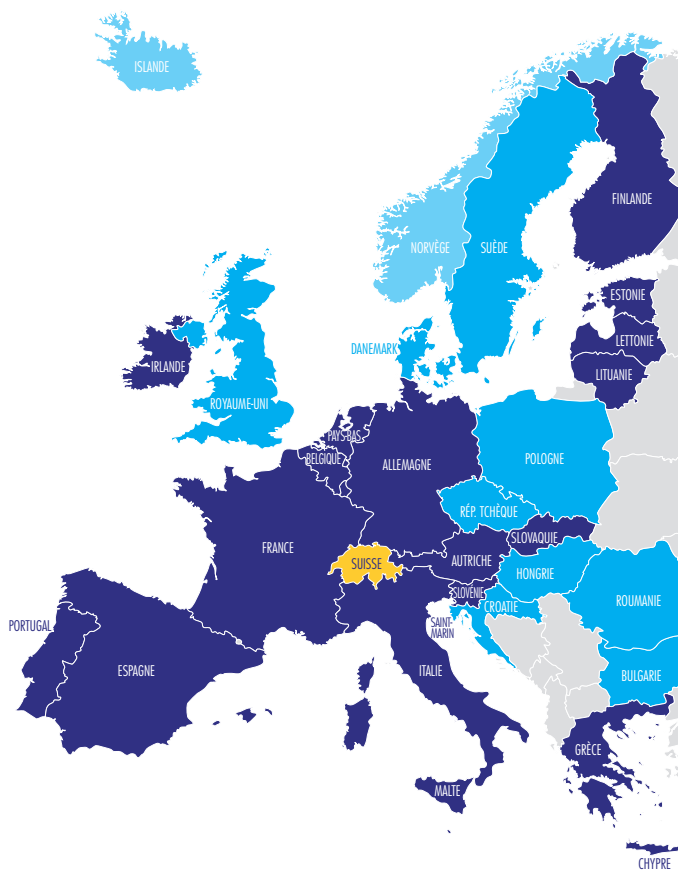 ISLANDE
FINLANDE
NORVÈGE
SUÈDE
ESTONIE
LETTONIE
DANEMARK
IRLANDE
LITUANIE
ROYAUME-UNI
PAYS-BAS
BELGIQUE
ALLEMAGNE
POLOGNE
RÉP. TCHÈQUE
SLOVAQUIE
FRANCE
SUISSE
AUTRICHE
HONGRIE
SLOVÉNIE
CROATIE
ROUMANIE
PORTUGAL
SAINT-
MARIN
ESPAGNE
ITALIE
BULGARIE
GRÈCE
MALTE
CHYPRE